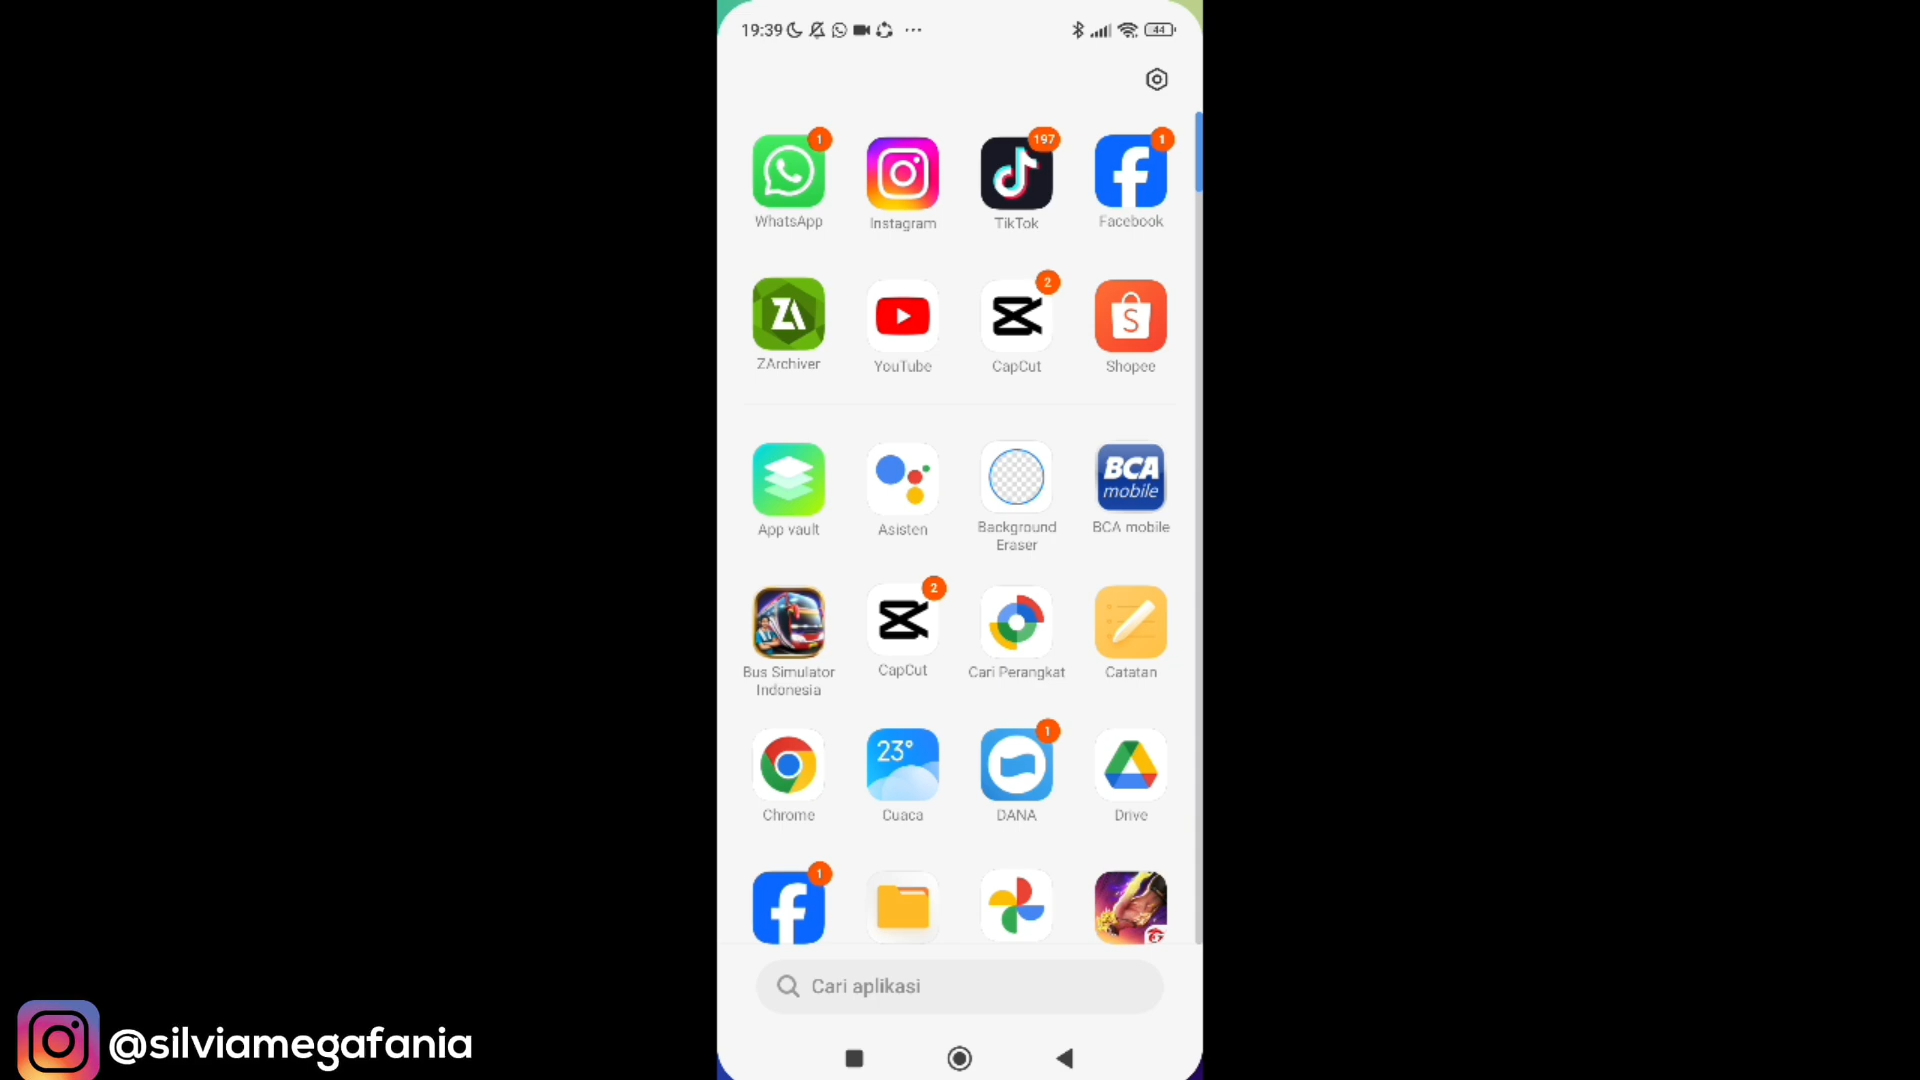 19:39
44
1
197
1
WhatsApp
Instagram
TikTok
Facebook
2
ZA
S
ZArchiver
YouTube
CapCut
Shopee
BCA
mobile
App vault
Asisten
Background
Eraser
BCA mobile
2
Bus Simulator
Indonesia
CapCut
Cari Perangkat
Catatan
23°
1
Chrome
Cuaca
DANA
Drive
1
Cari aplikasi
@silviamegafania